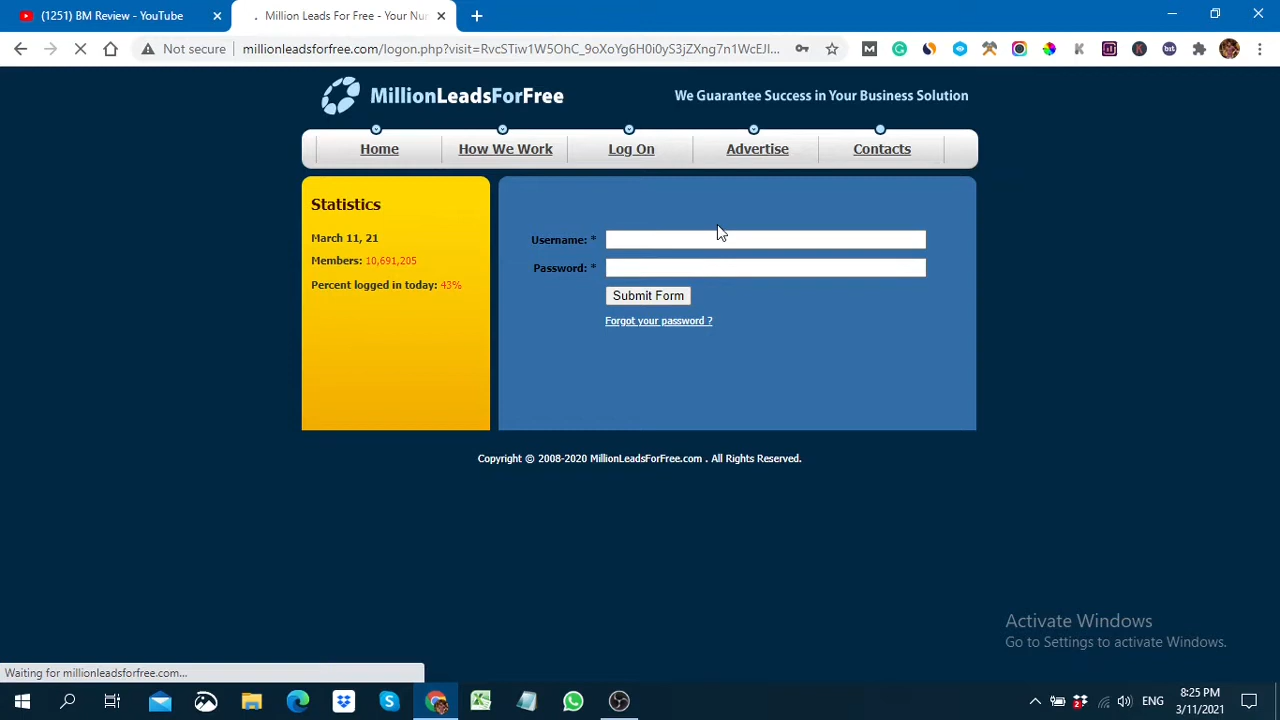 (1251) BM Review - YouTube
Million Leads For Free - Your Nu
Not secure
millionleadsforfree.com/logon.php?visit=RvcSTiw1W5OhC_9oXoYg6H0i0yS3jZXng7n1WcEJl...
MillionLeadsForFree
We Guarantee Success in Your Business Solution
Home
How We Work
Log On
Advertise
Contacts
Statistics
March 11, 21
Members: 10,691,205
Percent logged in today: 43%
Username: *
Password: *
Submit Form
Forgot your password ?
Copyright © 2008-2020 MillionLeadsForFree.com . All Rights Reserved.
Activate Windows
Go to Settings to activate Windows.
Waiting for millionleadsforfree.com...
ENG
8:25 PM
3/11/2021